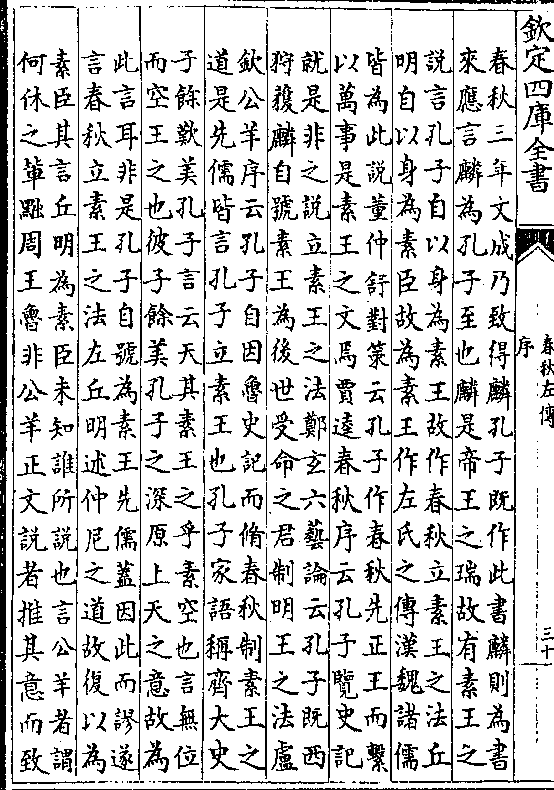 欽定四庫全書
春秋左傳
序
三十
春秋三年文成乃致得麟孔子既作此書麟則為書
來應言麟為孔子至也麟是帝王之瑞故有素王之
說言孔子自以身為素王故作春秋立素王之法丘
明自以身為素臣故為素王作左氏之傳漢魏諸儒
皆為此說董仲舒對策云孔子作春秋先正王而繫
以萬事是素王之文焉賈逵春秋序云孔子覽史記
就是非之說立素王之法鄭玄六藝論云孔子既西
狩獲麟自號素王為後世受命之君制明王之法盧
欽公羊序云孔子自因魯史記而脩春秋制素王之
道是先儒皆言孔子立素王也孔子家語稱齊大史
子餘歎美孔子言云天其素王之乎素空也言無位
而空王之也彼子餘美孔子之深原上天之意故為
此言耳非是孔子自號為素王先儒蓋因此而謬遂
言春秋立素王之法左丘明述仲尼之道故復以為
素臣其言丘明為素臣未知誰所說也言公羊者謂
何休之輩黜周王魯非公羊正文說者推其意而致